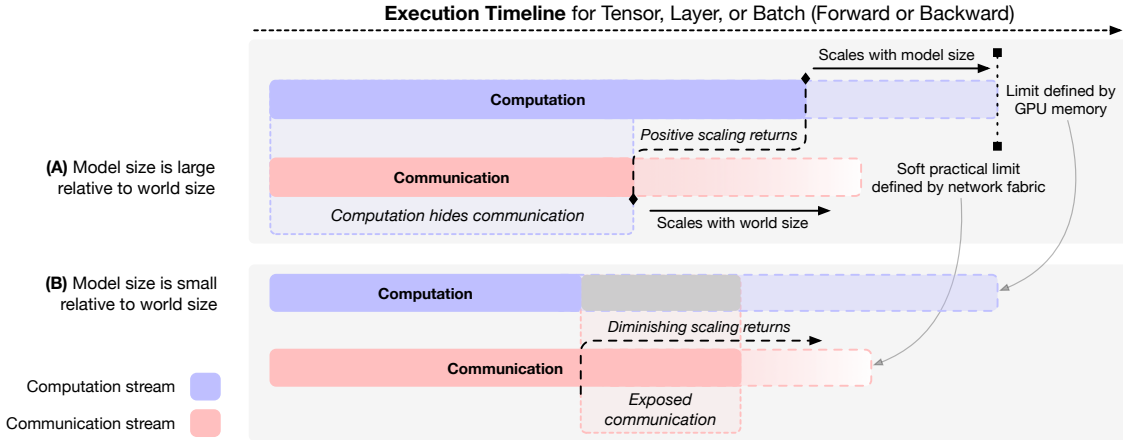 Execution Timeline for Tensor, Layer, or Batch (Forward or Backward)
Scales with model size
Computation
Limit defined by
GPU memory
Positive scaling returns
(A) Model size is large
relative to world size
Communication
Soft practical limit
defined by network fabric
Computation hides communication
Scales with world size
(B) Model size is small
relative to world size
Computation
Diminishing scaling returns
Communication
Exposed
communication
Computation stream
Communication stream